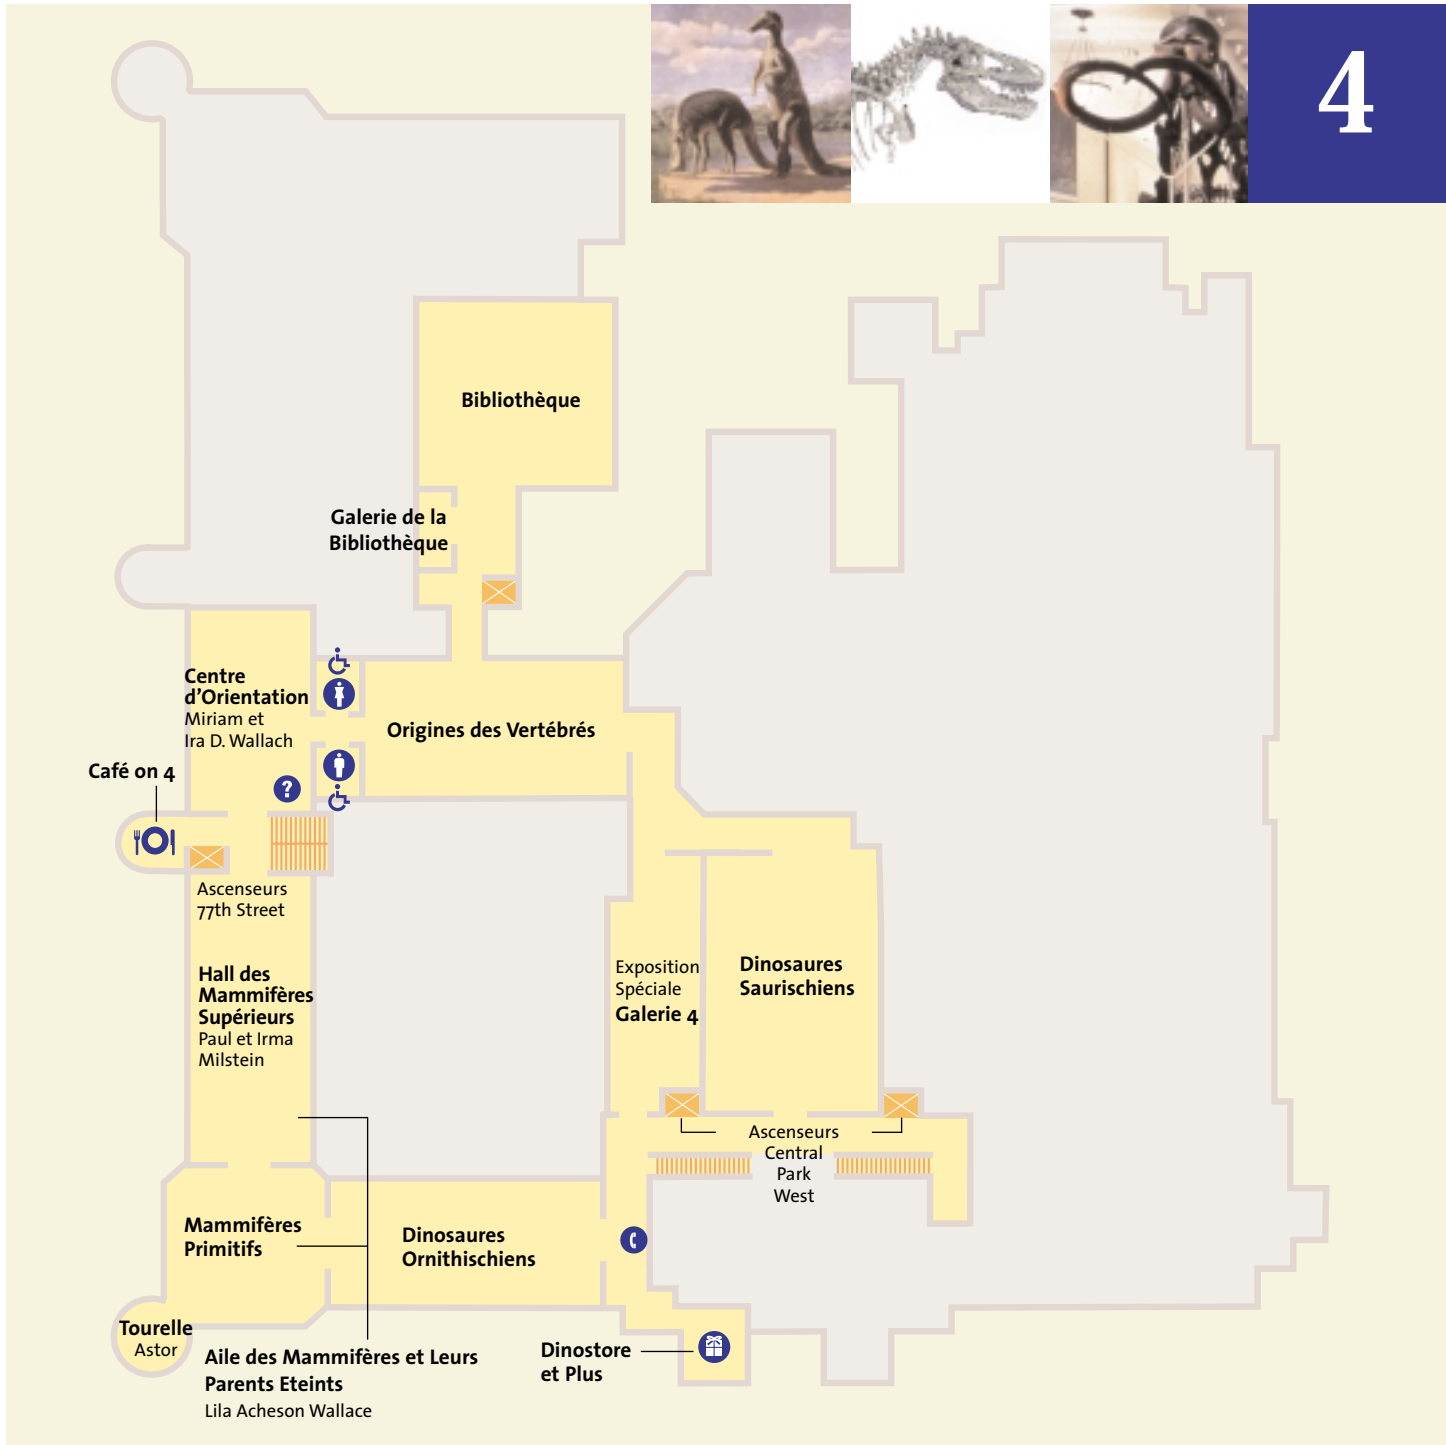 4
Bibliothèque
Galerie de la
Bibliothèque
Centre
d'Orientation
Miriam et
Ira D. Wallach
Origines des Vertébrés
Café on 4
?
Ascenseurs
77th Street
Hall des
Mammifères
Supérieurs
Paul et Irma
Milstein
Exposition
Spéciale
Galerie 4
Dinosaures
Saurischiens
Ascenseurs
Central
Park
West
Mammifères
Primitifs
Dinosaures
Ornithischiens
Tourelle
Astor
Aile des Mammifères et Leurs
Parents Eteints
Lila Acheson Wallace
Dinostore
et Plus